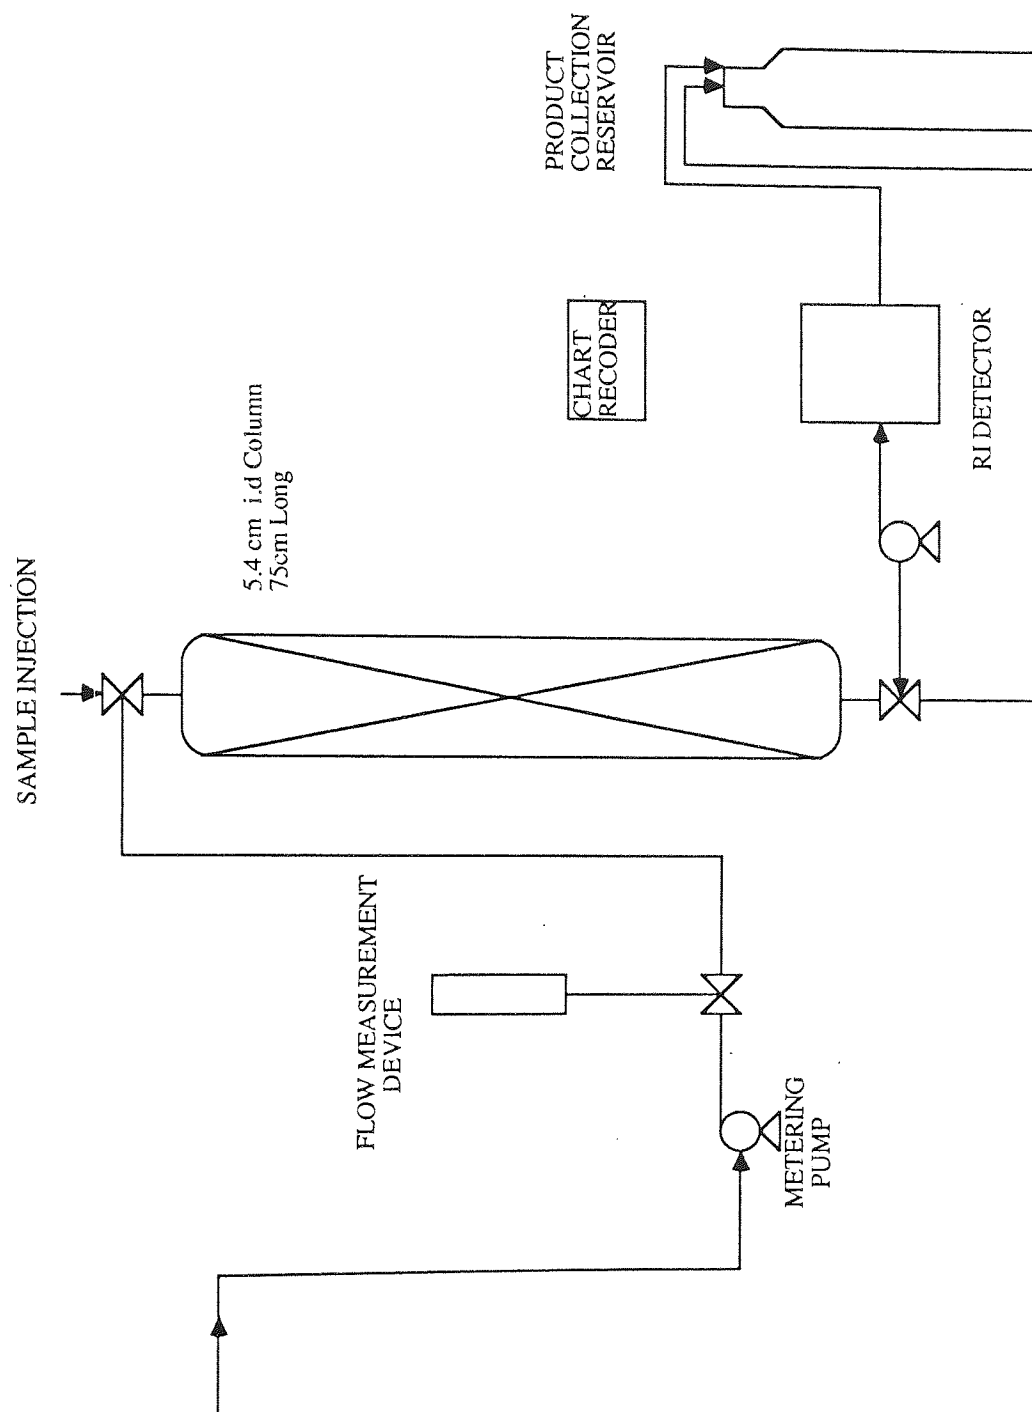 SAMPLE INJECTION
5.4 cm i.d Column
75cm Long
PRODUCT
COLLECTION
RESERVOIR
CHART
RECODER
RI DETECTOR
FLOW MEASUREMENT
DEVICE
METERING
PUMP